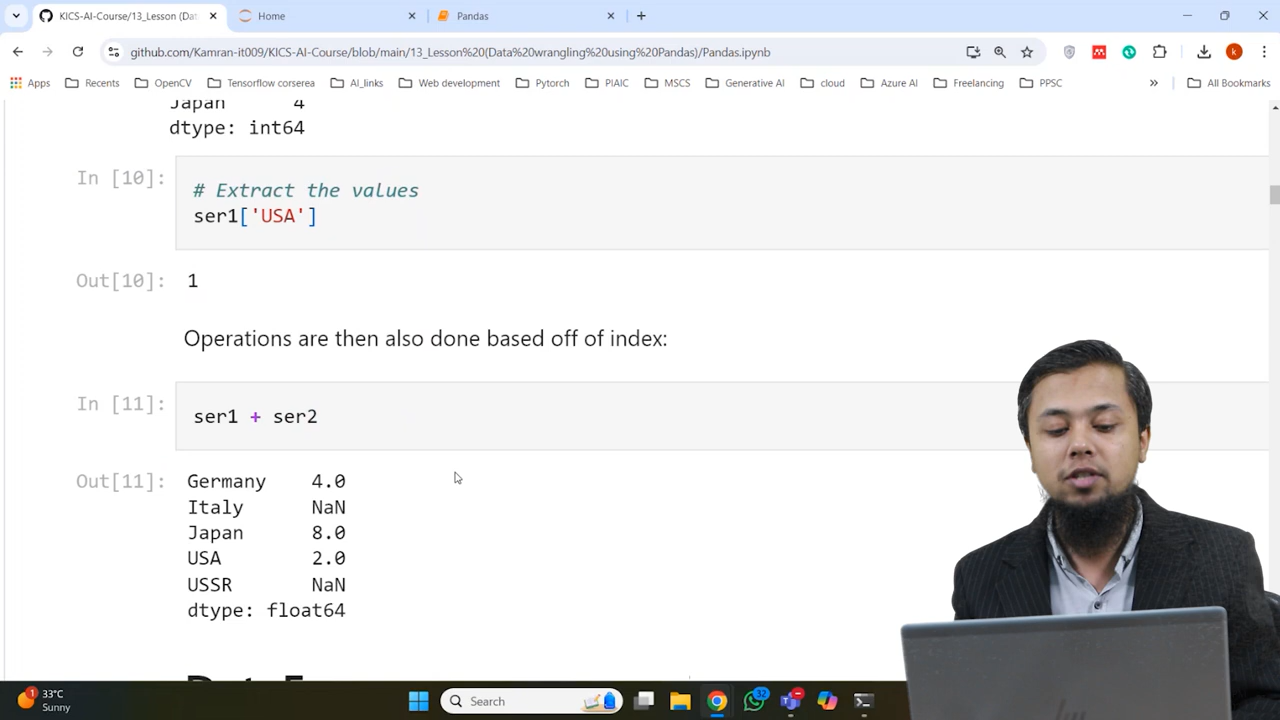 KICS-AI-Course/13_Lesson (Dat
Home
Pandas
github.com/Kamran-it009/KICS-AI-Course/blob/main/13_Lesson%20(Data%20wrangling%20using%20Pandas)/Pandas.ipynb
k
Apps
Recents
OpenCV
Tensorflow corserea
AI_links
Web development
Pytorch
PIAIC
MSCS
Generative AI
cloud
Azure AI
Freelancing
PPSC
»
All Bookmarks
Japan 4
dtype: int64
In [10]:
# Extract the values
ser1['USA']
Out[10]: 1
Operations are then also done based off of index:
In [11]:
ser1 + ser2
Out[11]:
Germany 4.0
Italy NaN
Japan 8.0
USA 2.0
USSR NaN
dtype: float64
1
33°C
Sunny
Search